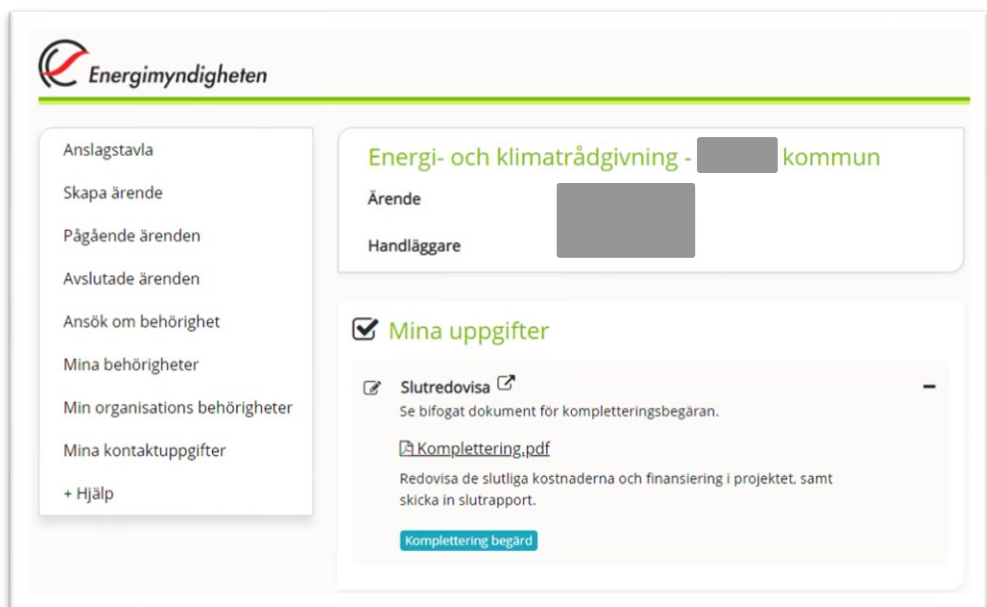 Energimyndigheten
Anslagstavla
Skapa ärende
Pågående ärenden
Avslutade ärenden
Ansök om behörighet
Mina behörigheter
Min organisations behörigheter
Mina kontaktuppgifter
+ Hjälp
Energi- och klimatrådgivning - kommun
Ärende
Handläggare
Mina uppgifter
Slutredovisa
Se bifogat dokument för kompletteringsbegäran.
Komplettering.pdf
Redovisa de slutliga kostnaderna och finansiering i projektet, samt
skicka in slutrapport.
Komplettering begärd